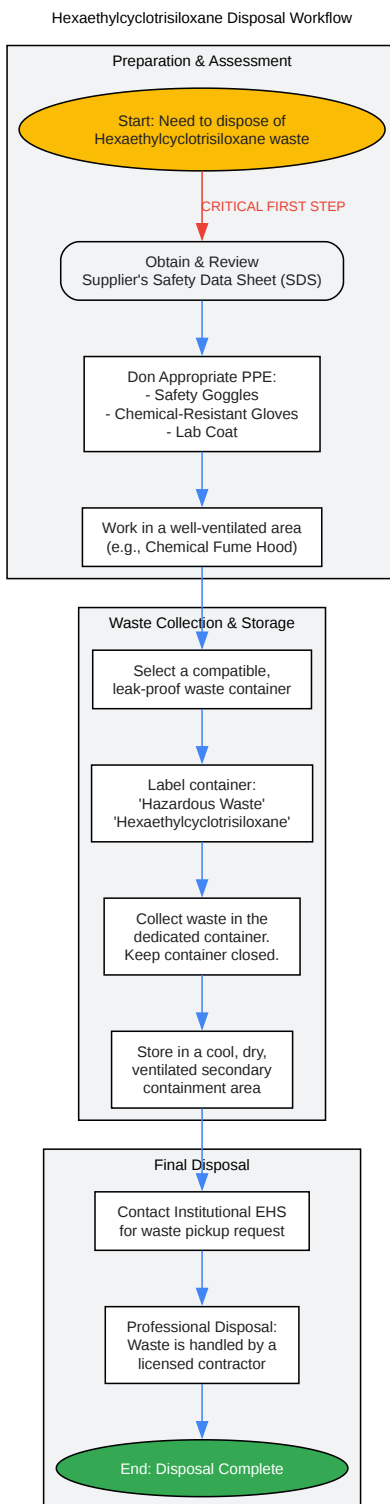 Hexaethylcyclotrisiloxane Disposal Workflow
Preparation & Assessment
Start: Need to dispose of
Hexaethylcyclotrisiloxane waste
CRITICAL FIRST STEP
Obtain & Review
Supplier's Safety Data Sheet (SDS)
Don Appropriate PPE:
- Safety Goggles
- Chemical-Resistant Gloves
- Lab Coat
Work in a well-ventilated area
(e.g., Chemical Fume Hood)
Waste Collection & Storage
Select a compatible,
leak-proof waste container
Label container:
'Hazardous Waste'
'Hexaethylcyclotrisiloxane'
Collect waste in the
dedicated container.
Keep container closed.
Store in a cool, dry,
ventilated secondary
containment area
Final Disposal
Contact Institutional EHS
for waste pickup request
Professional Disposal:
Waste is handled by a
licensed contractor
End: Disposal Complete